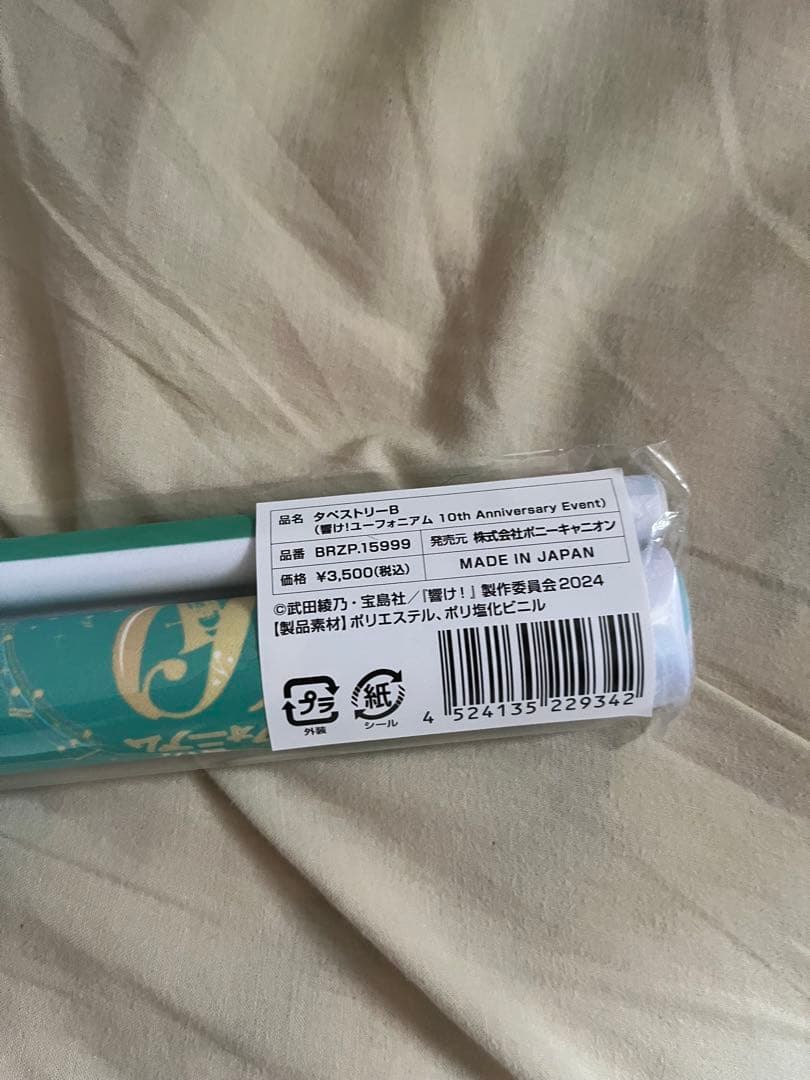 品名 タペストリーB
(響け!ユーフォニアム 10th Anniversary Event)
品番 BRZP.15999 発売元 株式会社ポニーキャニオン
価格 ¥3,500(税込) MADE IN JAPAN
©武田綾乃・宝島社/『響け!』製作委員会2024
【製品素材】ポリエステル、ポリ塩化ビニル
プラ
外装
紙
シール
4 524135 229342